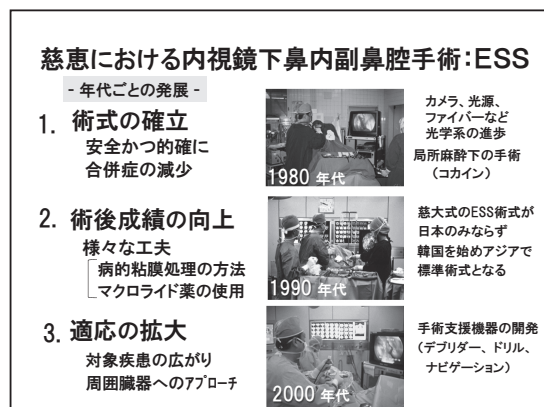 慈恵における内視鏡下鼻内副鼻腔手術：ESS
- 年代ごとの発展 -
1. 術式の確立
安全かつ的確に
合併症の減少
1980 年代
カメラ、光源、
ファイバーなど
光学系の進歩
局所麻酔下の手術
（コカイン）
2. 術後成績の向上
様々な工夫
病的粘膜処理の方法
マクロライド薬の使用
1990 年代
慈大式のESS術式が
日本のみならず
韓国を始めアジアで
標準術式となる
3. 適応の拡大
対象疾患の広がり
周囲臓器へのアプローチ
2000 年代
手術支援機器の開発
（デブリダー、ドリル、
ナビゲーション）